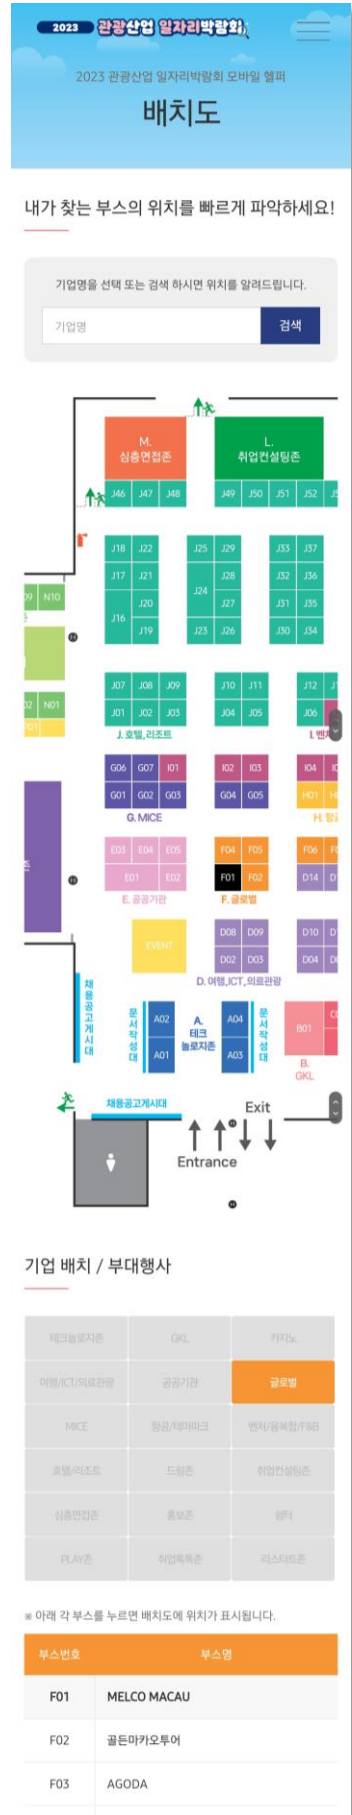 2023 관광산업 일자리박람회
2023 관광산업 일자리박람회 모바일 헬퍼
배치도
내가 찾는 부스의 위치를 빠르게 파악하세요!
기업명을 선택 또는 검색 하시면 위치를 알려드립니다.
기업명 검색
M.
심층면접존
L.
취업컨설팅존
J46 J47 J48 J49 J50 J51 J52
J18 J22 J25 J29 J33 J37
J17 J21 J24 J28 J32 J36
J16 J20 J27 J31 J35
J19 J23 J26 J30 J34
N10
N01
J07 J08 J09 J10 J11 J12
J01 J02 J03 J04 J05 J06
J. 호텔,리조트
I. 벤
G06 G07 I01 I02 I03 I04
G01 G02 G03 G04 G05 H01
G. MICE
H. 항
E03 E04 E05 F04 F05 F06
E01 E02 F01 F02 D14
E. 공공기관
F. 글로벌
EVENT
D08 D09 D10
D02 D03 D04
D. 여행,ICT,의료관광
채용공고게시대
문서작성대
A02
A01
A.
테크
놀로지존
A04
A03
문서작성대
B01
B.
GKL
채용공고게시대
Exit
Entrance
기업 배치 / 부대행사
테크놀로지존 GKL 카지노
여행/ICT/의료관광 공공기관 글로벌
MICE 항공/테마파크 벤처/융복합/F&B
호텔/리조트 드림존 취업컨설팅존
심층면접존 홍보존 쉼터
PLAY존 취업톡톡존 리스타트존
※ 아래 각 부스를 누르면 배치도에 위치가 표시됩니다.
부스번호 부스명
F01 MELCO MACAU
F02 골든마카오투어
F03 AGODA